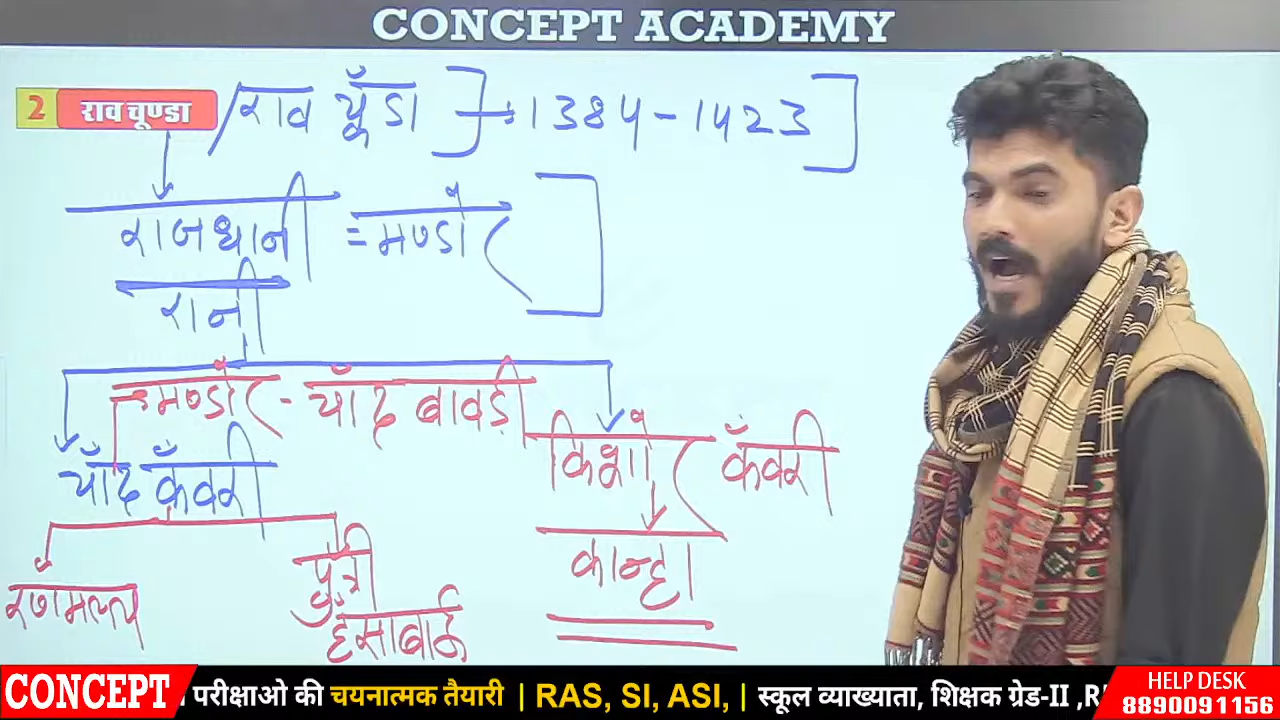 CONCEPT ACADEMY
2 राव चूण्डा
राव चूँडा ] → 1384-1423 ]
राजधानी = मण्डोर ]
रानी
→ मण्डोर - चाँद बावड़ी
चाँद कँवरी
किशोर कँवरी
रणमल्ल
पुत्री
हंसाबाई
कान्हा
CONCEPT
परीक्षाओ की चयनात्मक तैयारी | RAS, SI, ASI, | स्कूल व्याख्याता, शिक्षक ग्रेड-II ,R
HELP DESK
8890091156